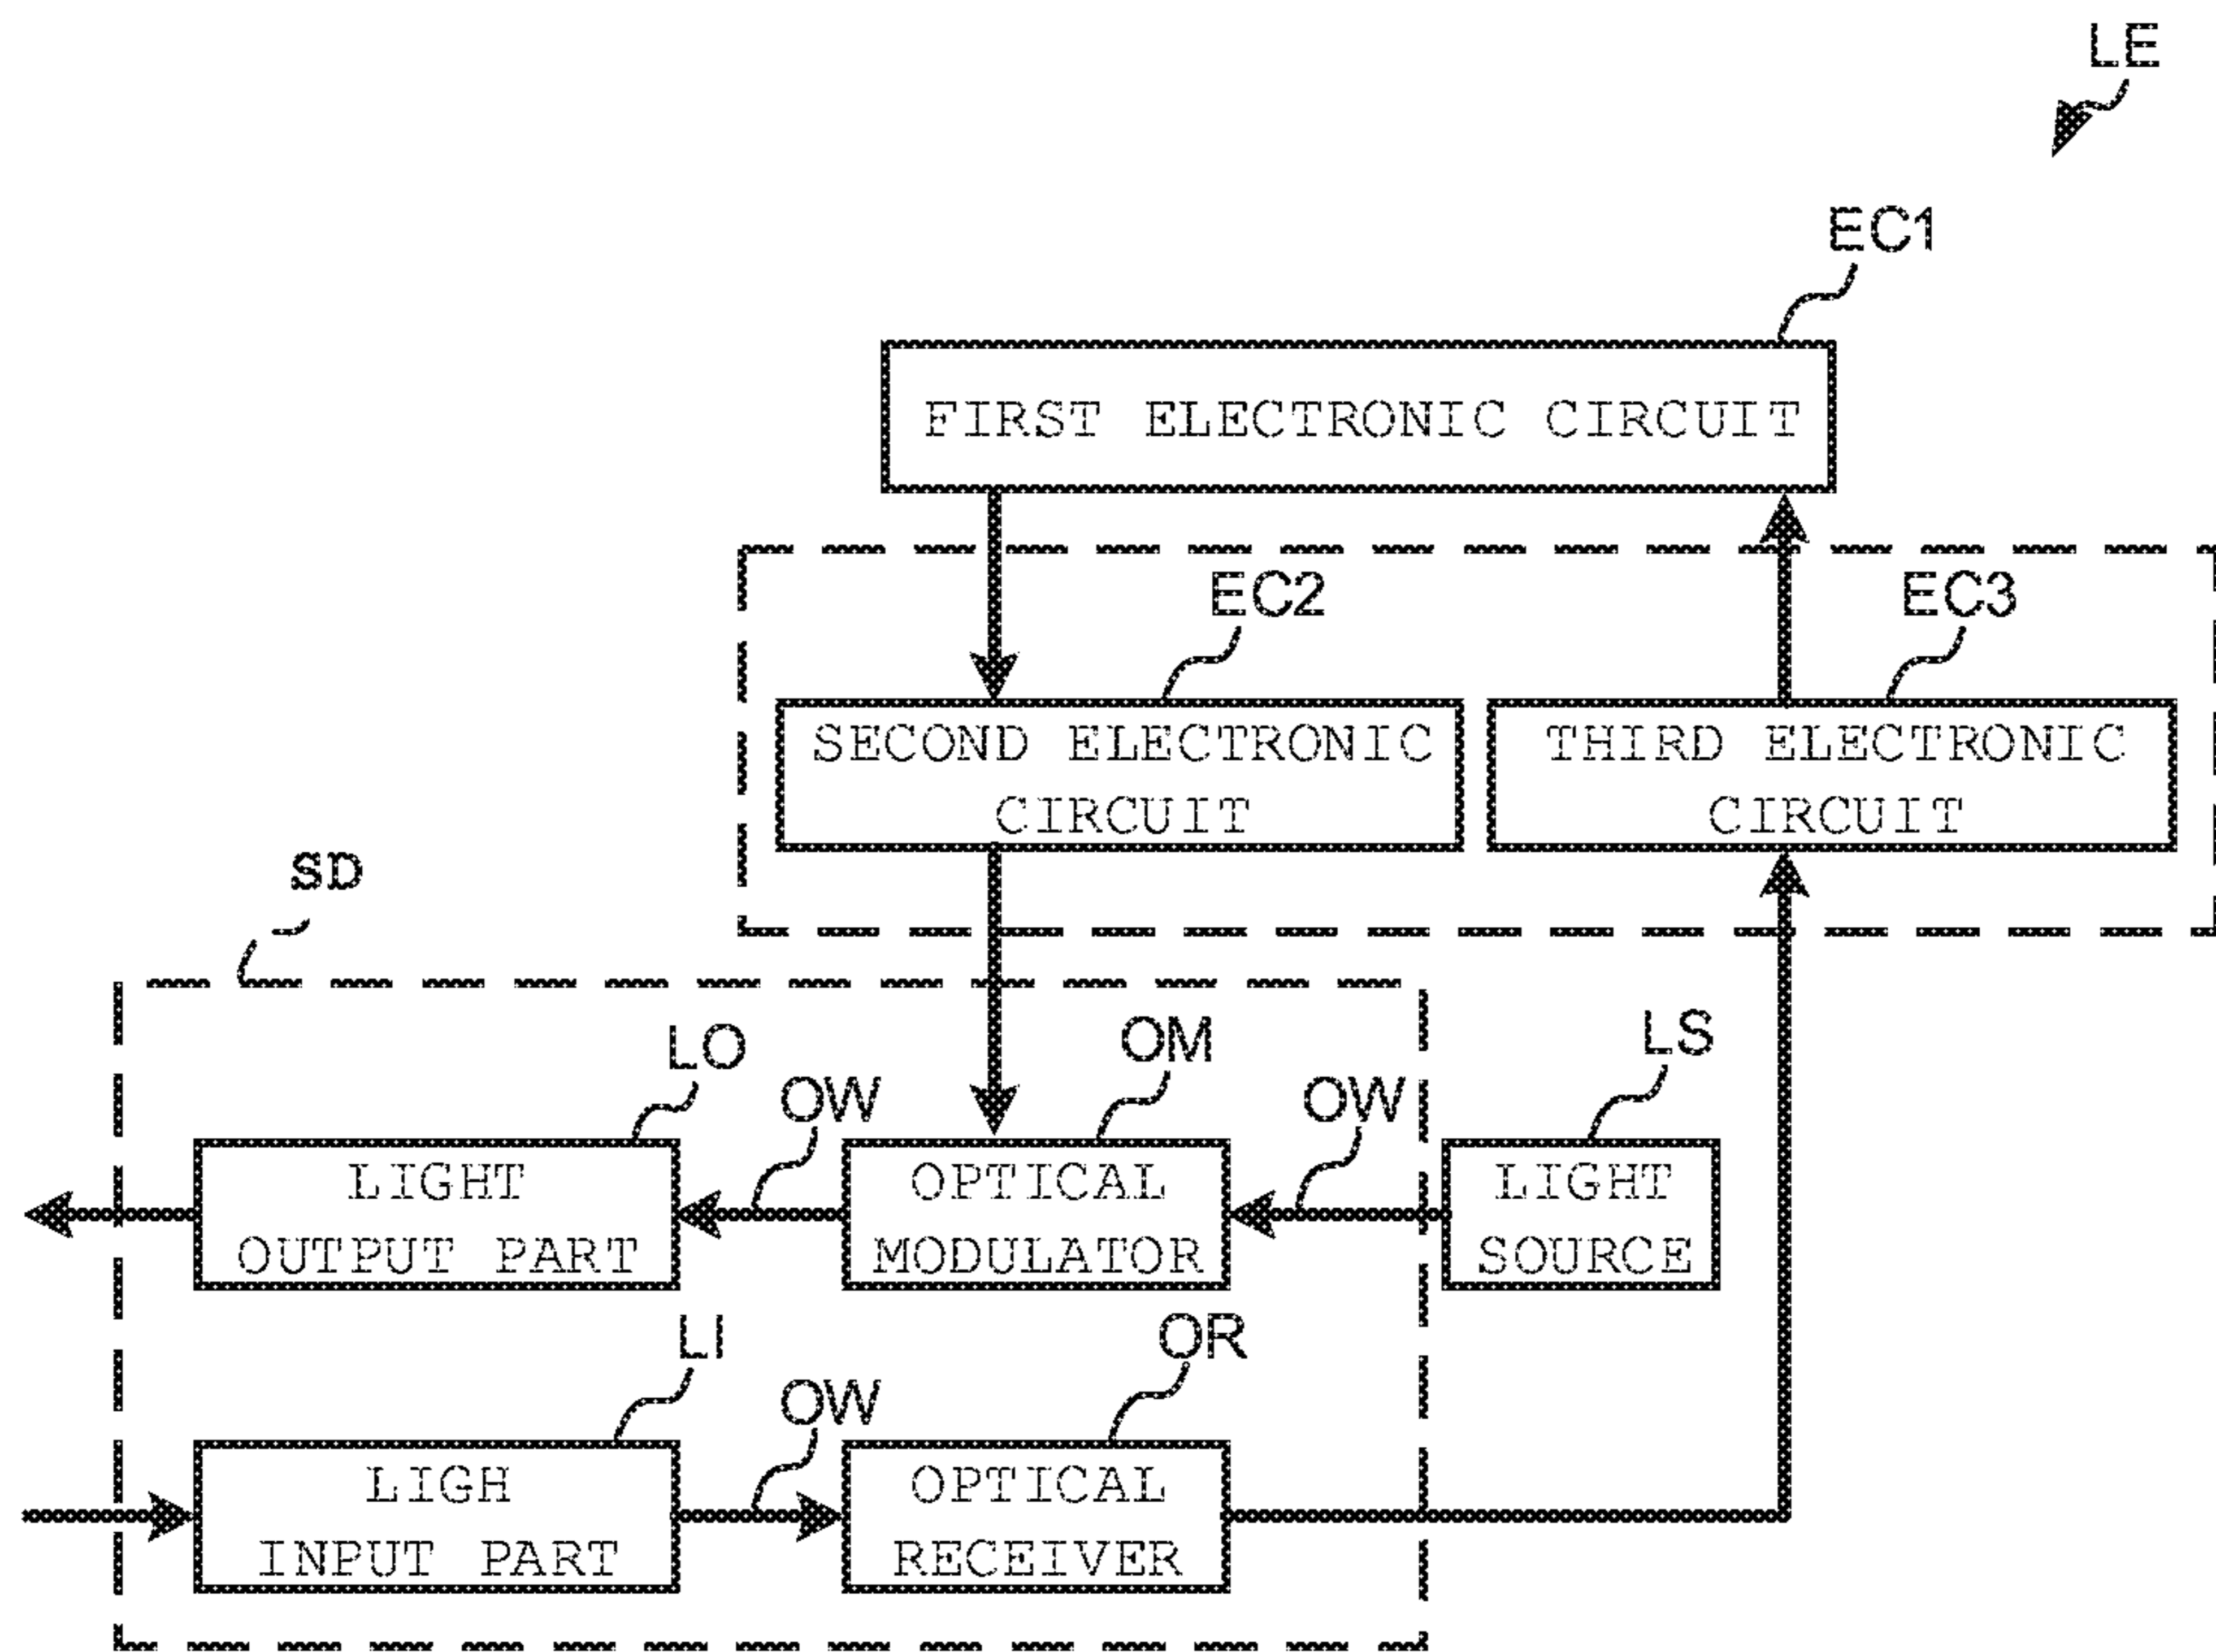 LE
EC1
FIRST ELECTRONIC CIRCUIT
EC2
EC3
SECOND ELECTRONIC
CIRCUIT
THIRD ELECTRONIC
CIRCUIT
SD
LO
OW
OM
OW
LS
LIGHT
OUTPUT PART
OPTICAL
MODULATOR
LIGHT
SOURCE
LI
OW
OR
LIGH
INPUT PART
OPTICAL
RECEIVER